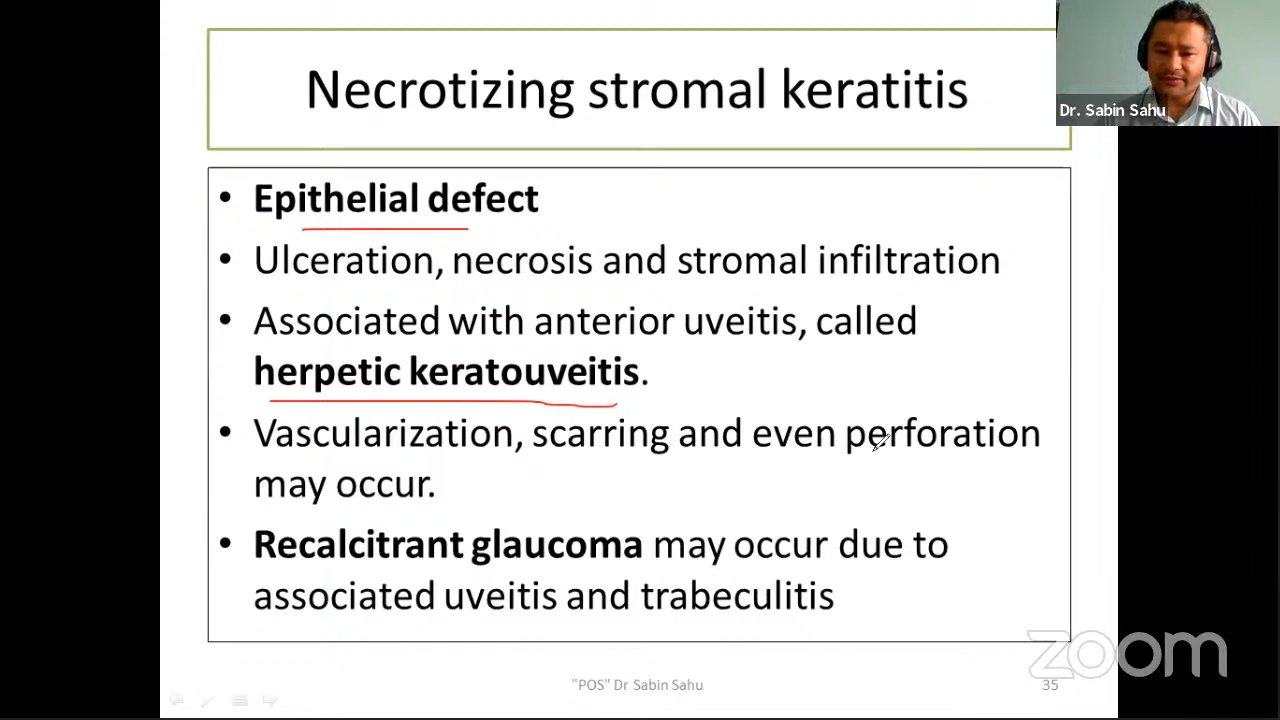 Necrotizing stromal keratitis
Dr. Sabin Sahu
• Epithelial defect
• Ulceration, necrosis and stromal infiltration
• Associated with anterior uveitis, called
herpetic keratouveitis.
• Vascularization, scarring and even perforation
may occur.
• Recalcitrant glaucoma may occur due to
associated uveitis and trabeculitis
zoom
"POS" Dr Sabin Sahu
35